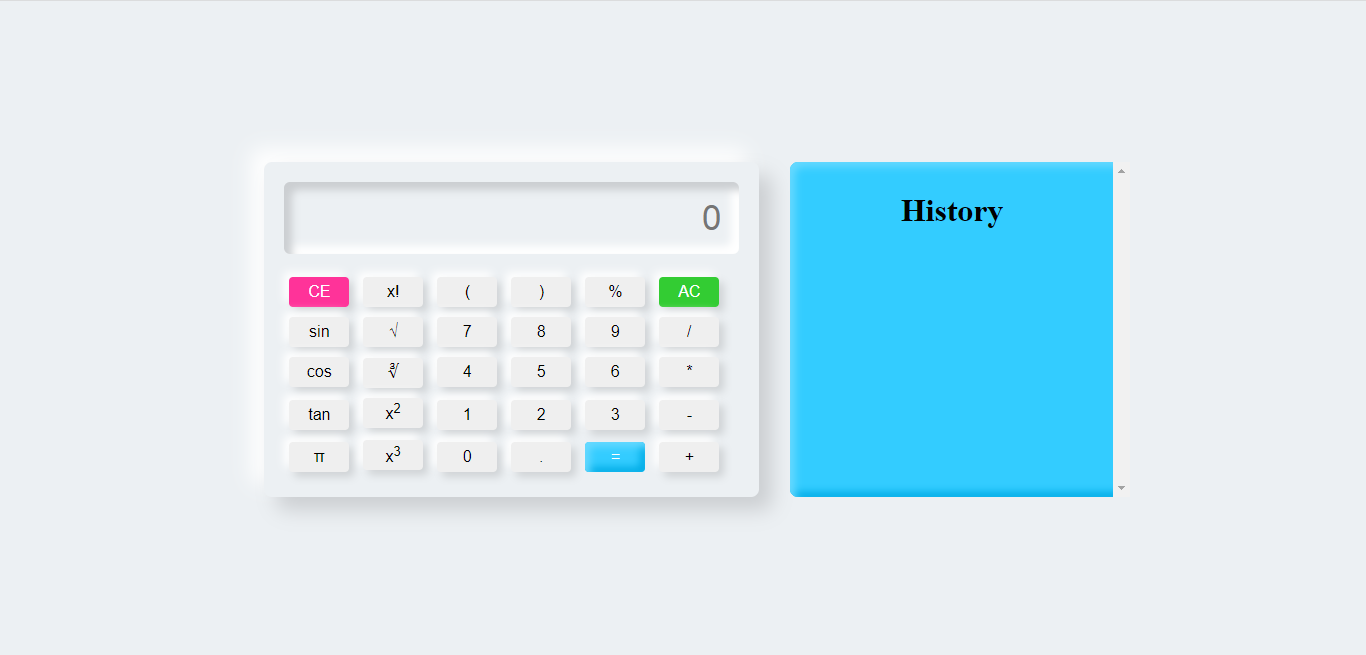 0
History
CE x! ( ) % AC
sin √ 7 8 9 /
cos ∛ 4 5 6 *
tan x² 1 2 3 -
π x³ 0 . = +